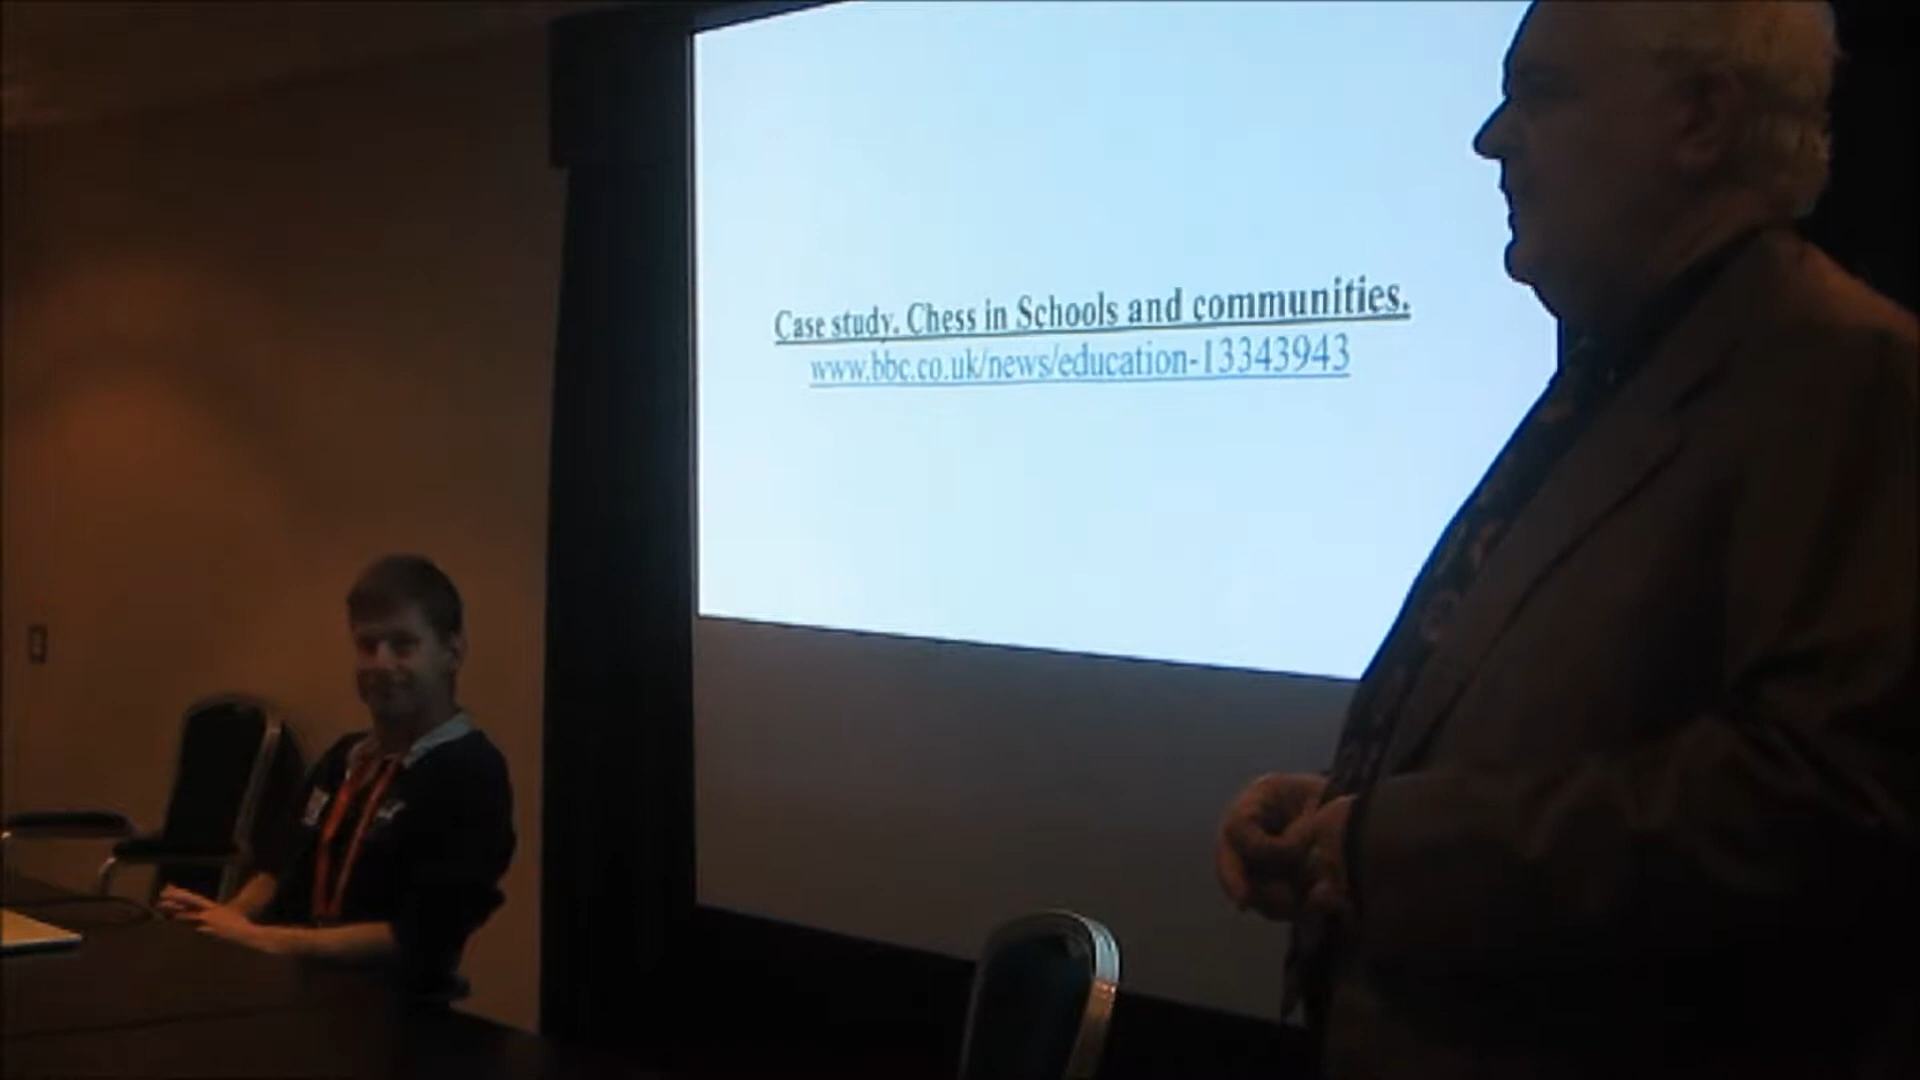 Case study. Chess in Schools and communities.
www.bbc.co.uk/news/education-13343943